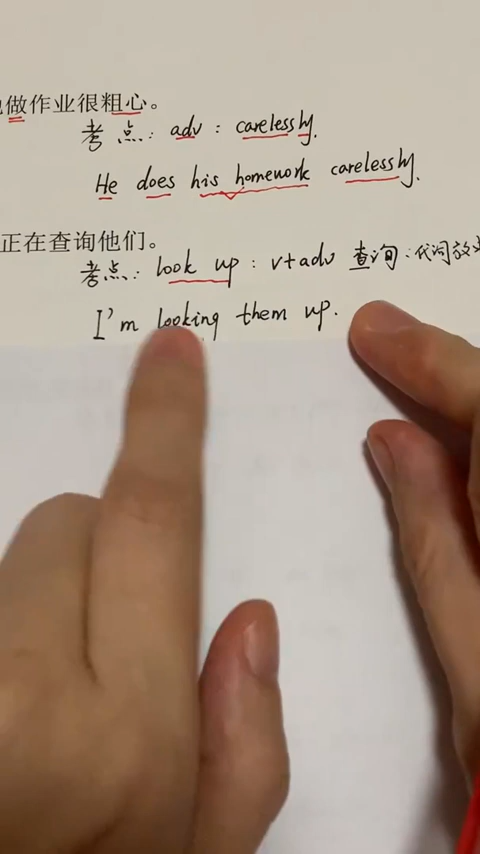 做作业很粗心。
考点: adv : carelessly.
He does his homework carelessly.
正在查询他们。
考点: look up : v+adv 查询: 代词放
I'm looking them up.